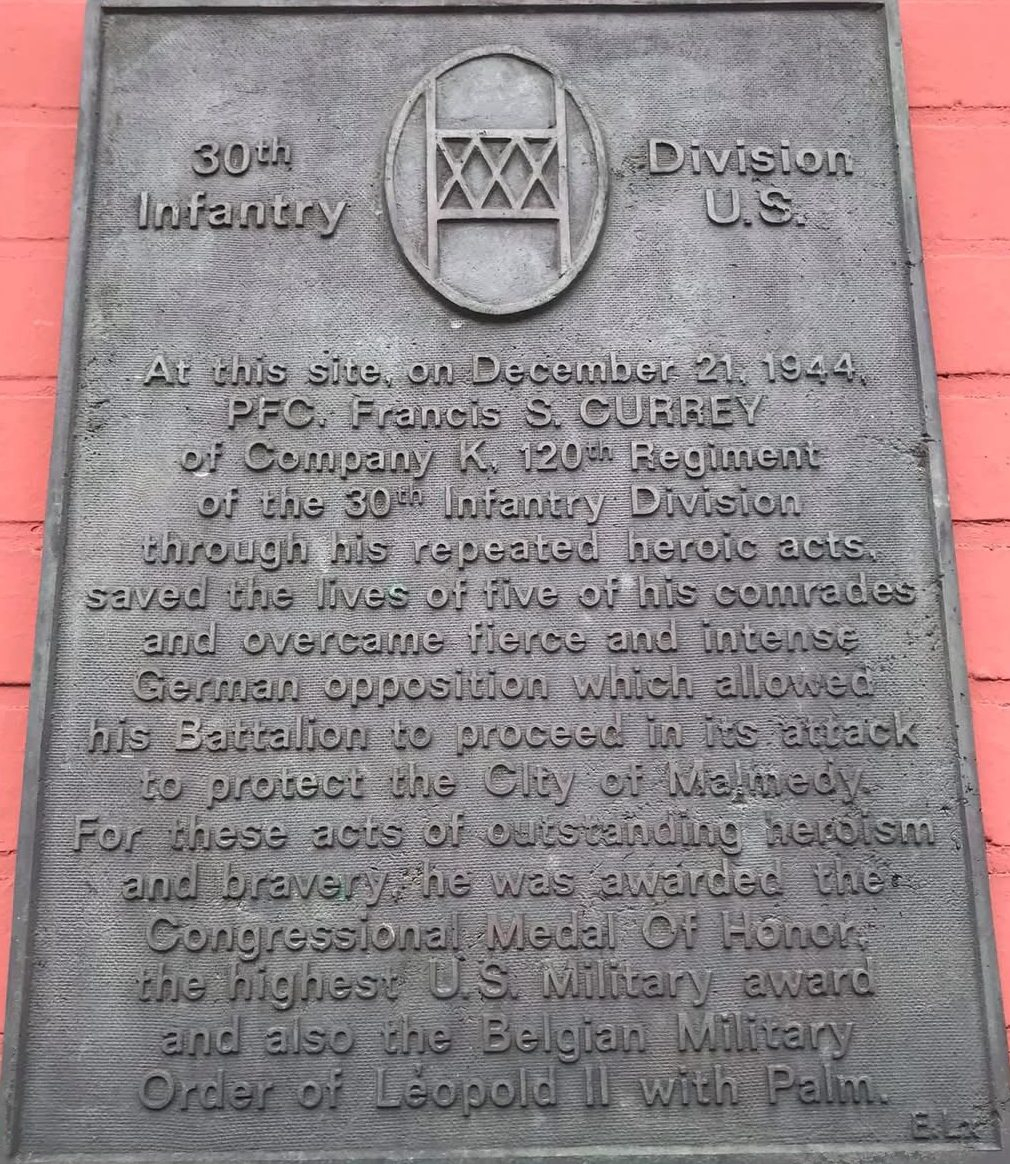 30th
Infantry
XXX
Division
U.S.
At this site, on December 21, 1944,
PFC. Francis S. CURREY
of Company K, 120th Regiment
of the 30th Infantry Division
through his repeated heroic acts,
saved the lives of five of his comrades
and overcame fierce and intense
German opposition which allowed
his Battalion to proceed in its attack
to protect the CIty of Malmedy.
For these acts of outstanding heroism
and bravery, he was awarded the
Congressional Medal Of Honor,
the highest U.S. Military award
and also the Belgian Military
Order of Léopold II with Palm.